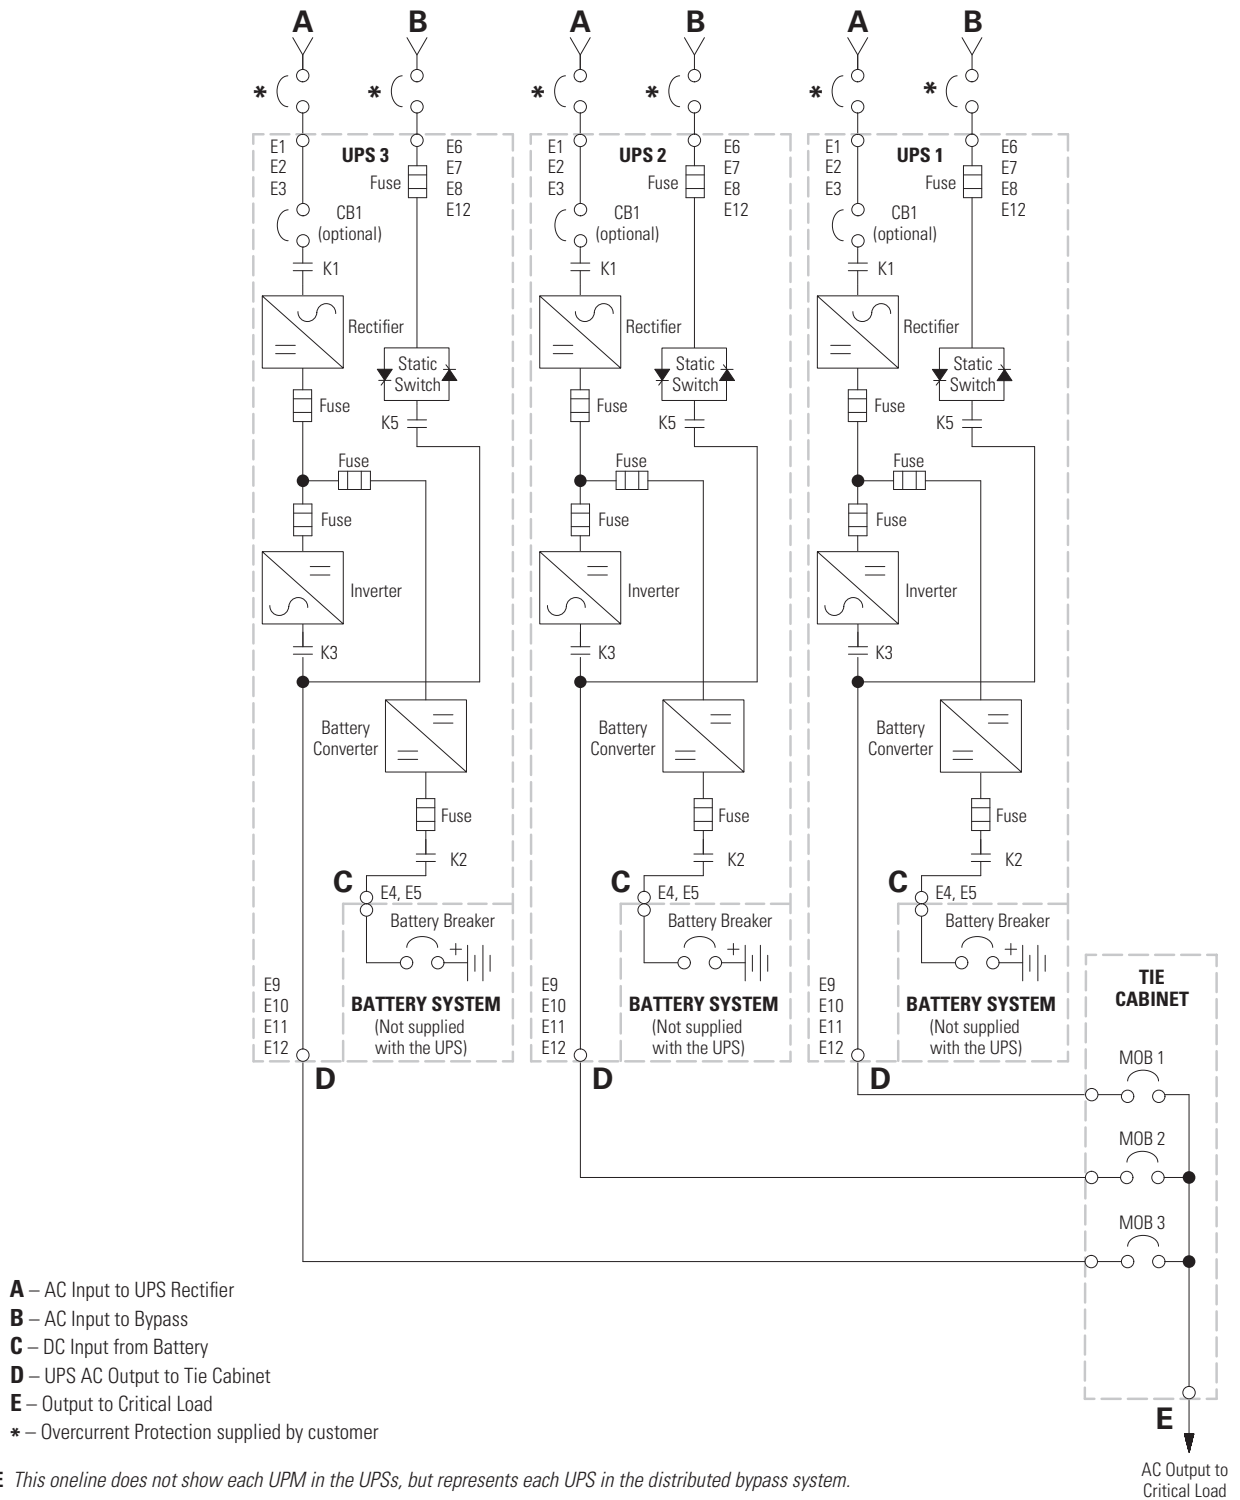 A B A B A B
* * * * * *
E1 E6 E1 E6 E1 E6
E2 UPS 3 E7 E2 UPS 2 E7 E2 UPS 1 E7
E3 Fuse E8 E3 Fuse E8 E3 Fuse E8
E12 E12 E12
CB1 CB1 CB1
(optional) (optional) (optional)
K1 K1 K1
Rectifier Rectifier Rectifier
Static Static Static
Switch Switch Switch
Fuse Fuse Fuse
K5 K5 K5
Fuse Fuse Fuse
Fuse Fuse Fuse
Inverter Inverter Inverter
K3 K3 K3
Battery Battery Battery
Converter Converter Converter
Fuse Fuse Fuse
K2 K2 K2
C E4, E5 C E4, E5 C E4, E5
Battery Breaker Battery Breaker Battery Breaker
+ + +
E9 E9 E9
E10 BATTERY SYSTEM E10 BATTERY SYSTEM E10 BATTERY SYSTEM
E11 (Not supplied E11 (Not supplied E11 (Not supplied
E12 with the UPS) E12 with the UPS) E12 with the UPS)
D D D
TIE
CABINET
MOB 1
MOB 2
MOB 3
A – AC Input to UPS Rectifier
B – AC Input to Bypass
C – DC Input from Battery
D – UPS AC Output to Tie Cabinet
E – Output to Critical Load
* – Overcurrent Protection supplied by customer
E
AC Output to
Critical Load
E This oneline does not show each UPM in the UPSs, but represents each UPS in the distributed bypass system.